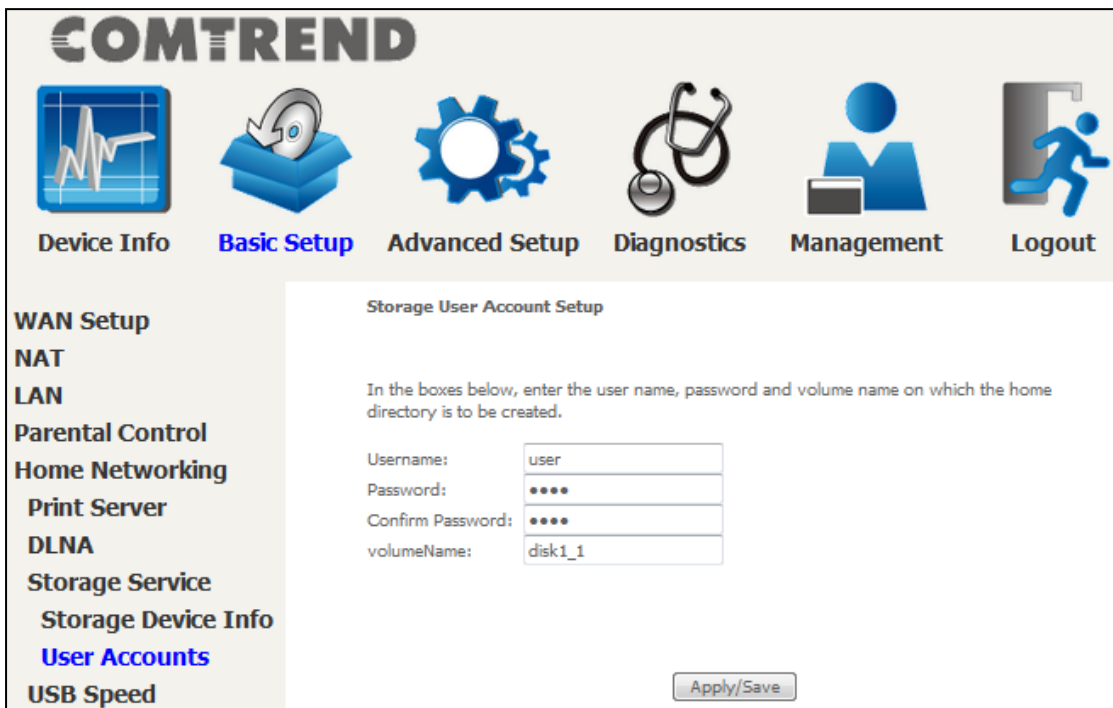 COMTREND
Device Info
Basic Setup
Advanced Setup
Diagnostics
Management
Logout
WAN Setup
NAT
LAN
Parental Control
Home Networking
Print Server
DLNA
Storage Service
Storage Device Info
User Accounts
USB Speed
Storage User Account Setup
In the boxes below, enter the user name, password and volume name on which the home
directory is to be created.
Username: user
Password: ••••
Confirm Password: ••••
volumeName: disk1_1
Apply/Save